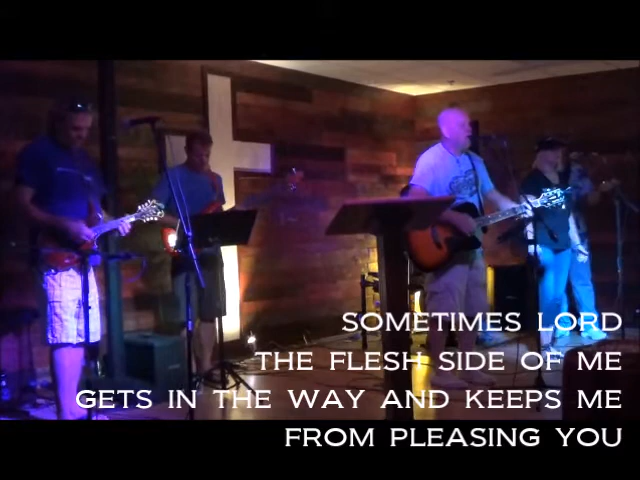 SOMETIMES LORD
THE FLESH SIDE OF ME
GETS IN THE WAY AND KEEPS ME
FROM PLEASING YOU